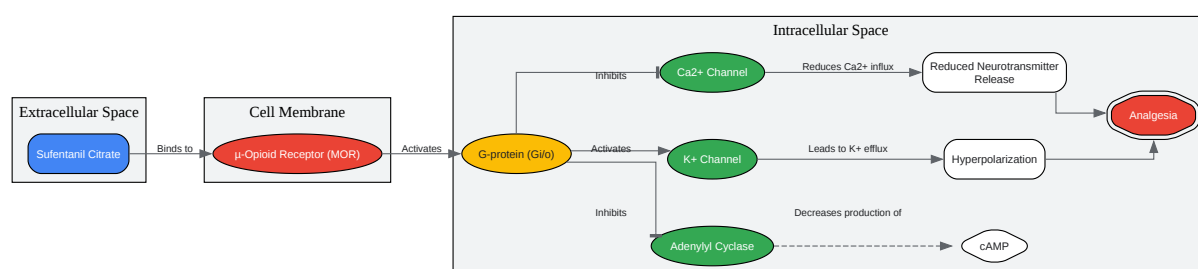 Intracellular Space
Extracellular Space
Cell Membrane
Sufentanil Citrate
Binds to
µ-Opioid Receptor (MOR)
Activates
G-protein (Gi/o)
Inhibits
Ca2+ Channel
Reduces Ca2+ influx
Reduced Neurotransmitter
Release
Analgesia
Activates
K+ Channel
Leads to K+ efflux
Hyperpolarization
Inhibits
Adenylyl Cyclase
Decreases production of
cAMP